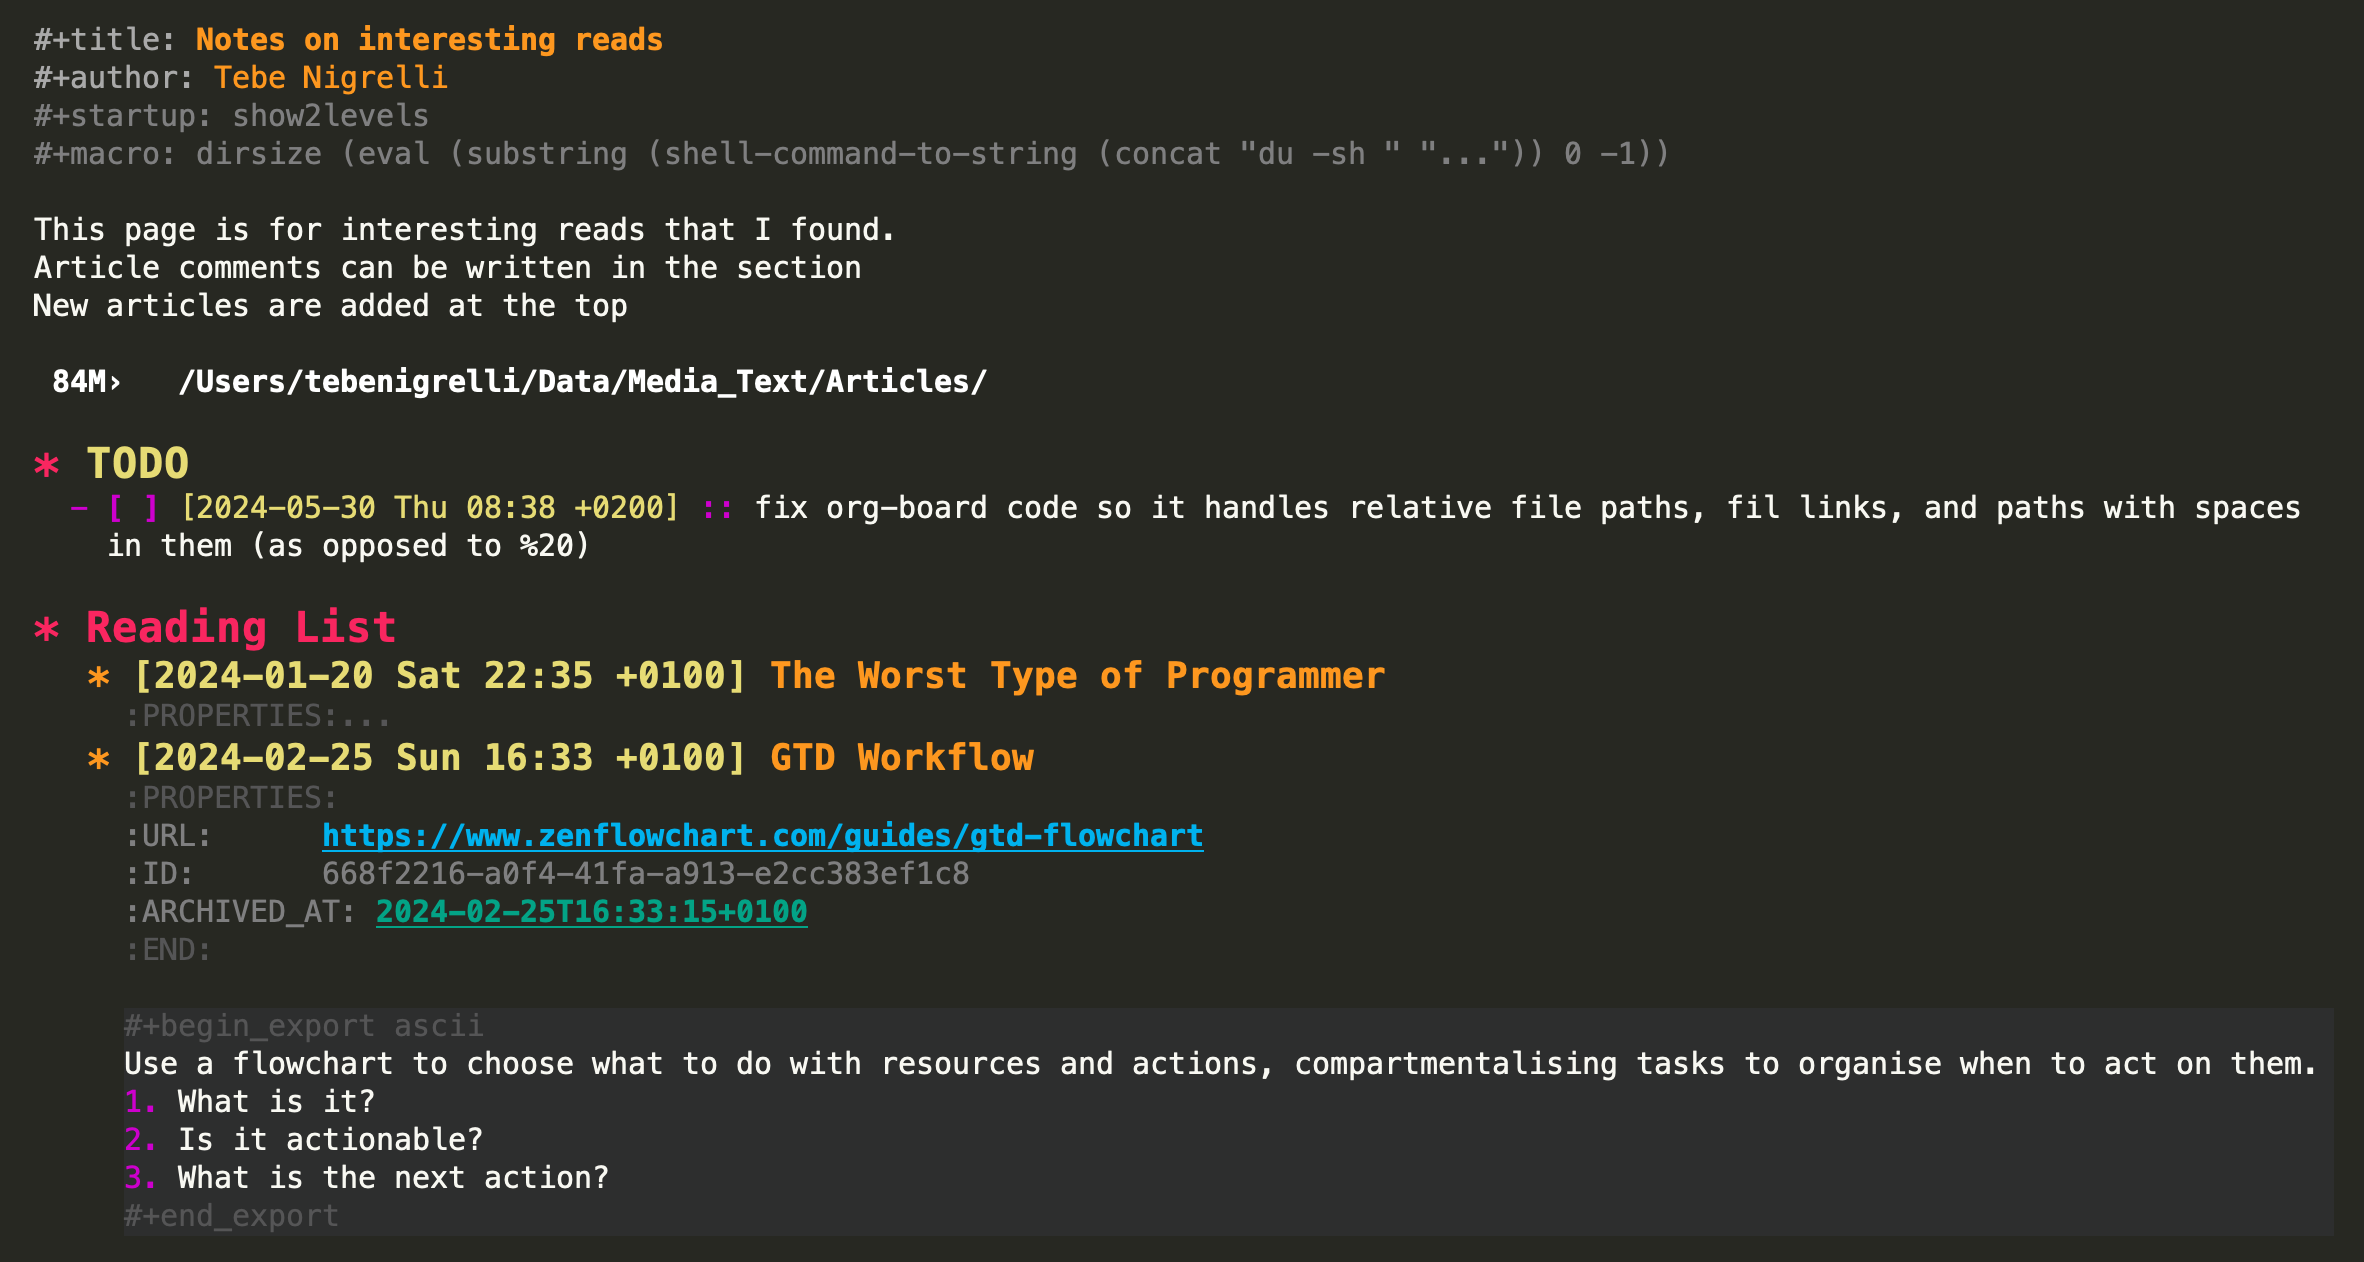 #+title: Notes on interesting reads
#+author: Tebe Nigrelli
#+startup: show2levels
#+macro: dirsize (eval (substring (shell-command-to-string (concat "du -sh " "...")) 0 -1))
This page is for interesting reads that I found.
Article comments can be written in the section
New articles are added at the top
84M› /Users/tebenigrelli/Data/Media_Text/Articles/
* TODO
- [ ] [2024-05-30 Thu 08:38 +0200] :: fix org-board code so it handles relative file paths, fil links, and paths with spaces
in them (as opposed to %20)
* Reading List
* [2024-01-20 Sat 22:35 +0100] The Worst Type of Programmer
:PROPERTIES:...
* [2024-02-25 Sun 16:33 +0100] GTD Workflow
:PROPERTIES:
:URL: https://www.zenflowchart.com/guides/gtd-flowchart
:ID: 668f2216-a0f4-41fa-a913-e2cc383ef1c8
:ARCHIVED_AT: 2024-02-25T16:33:15+0100
:END:
#+begin_export ascii
Use a flowchart to choose what to do with resources and actions, compartmentalising tasks to organise when to act on them.
1. What is it?
2. Is it actionable?
3. What is the next action?
#+end_export